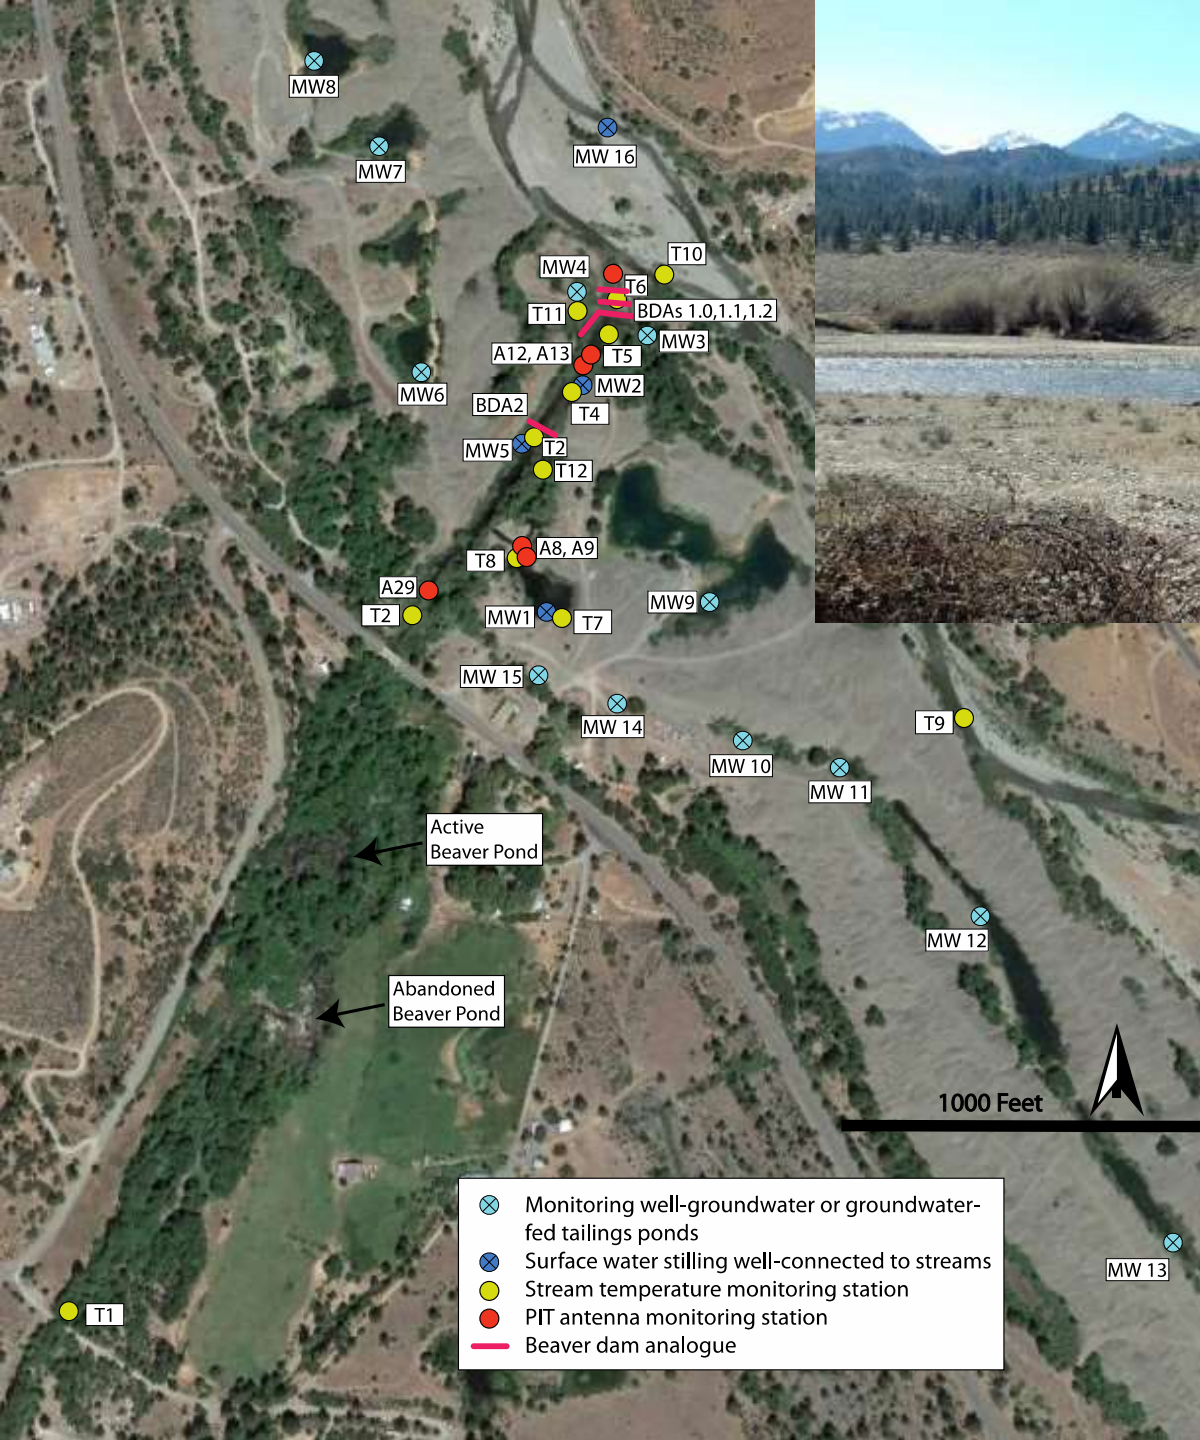 MW8
MW7
MW 16
T10
MW4
T6
T11
BDAs 1.0,1.1,1.2
MW3
A12, A13
T5
MW6
MW2
BDA2
T4
MW5
T2
T12
T8
A8, A9
A29
T2
MW1
T7
MW9
MW 15
MW 14
T9
MW 10
MW 11
Active
Beaver Pond
MW 12
Abandoned
Beaver Pond
1000 Feet
Monitoring well-groundwater or groundwater-
fed tailings ponds
Surface water stilling well-connected to streams
Stream temperature monitoring station
PIT antenna monitoring station
Beaver dam analogue
MW 13
T1